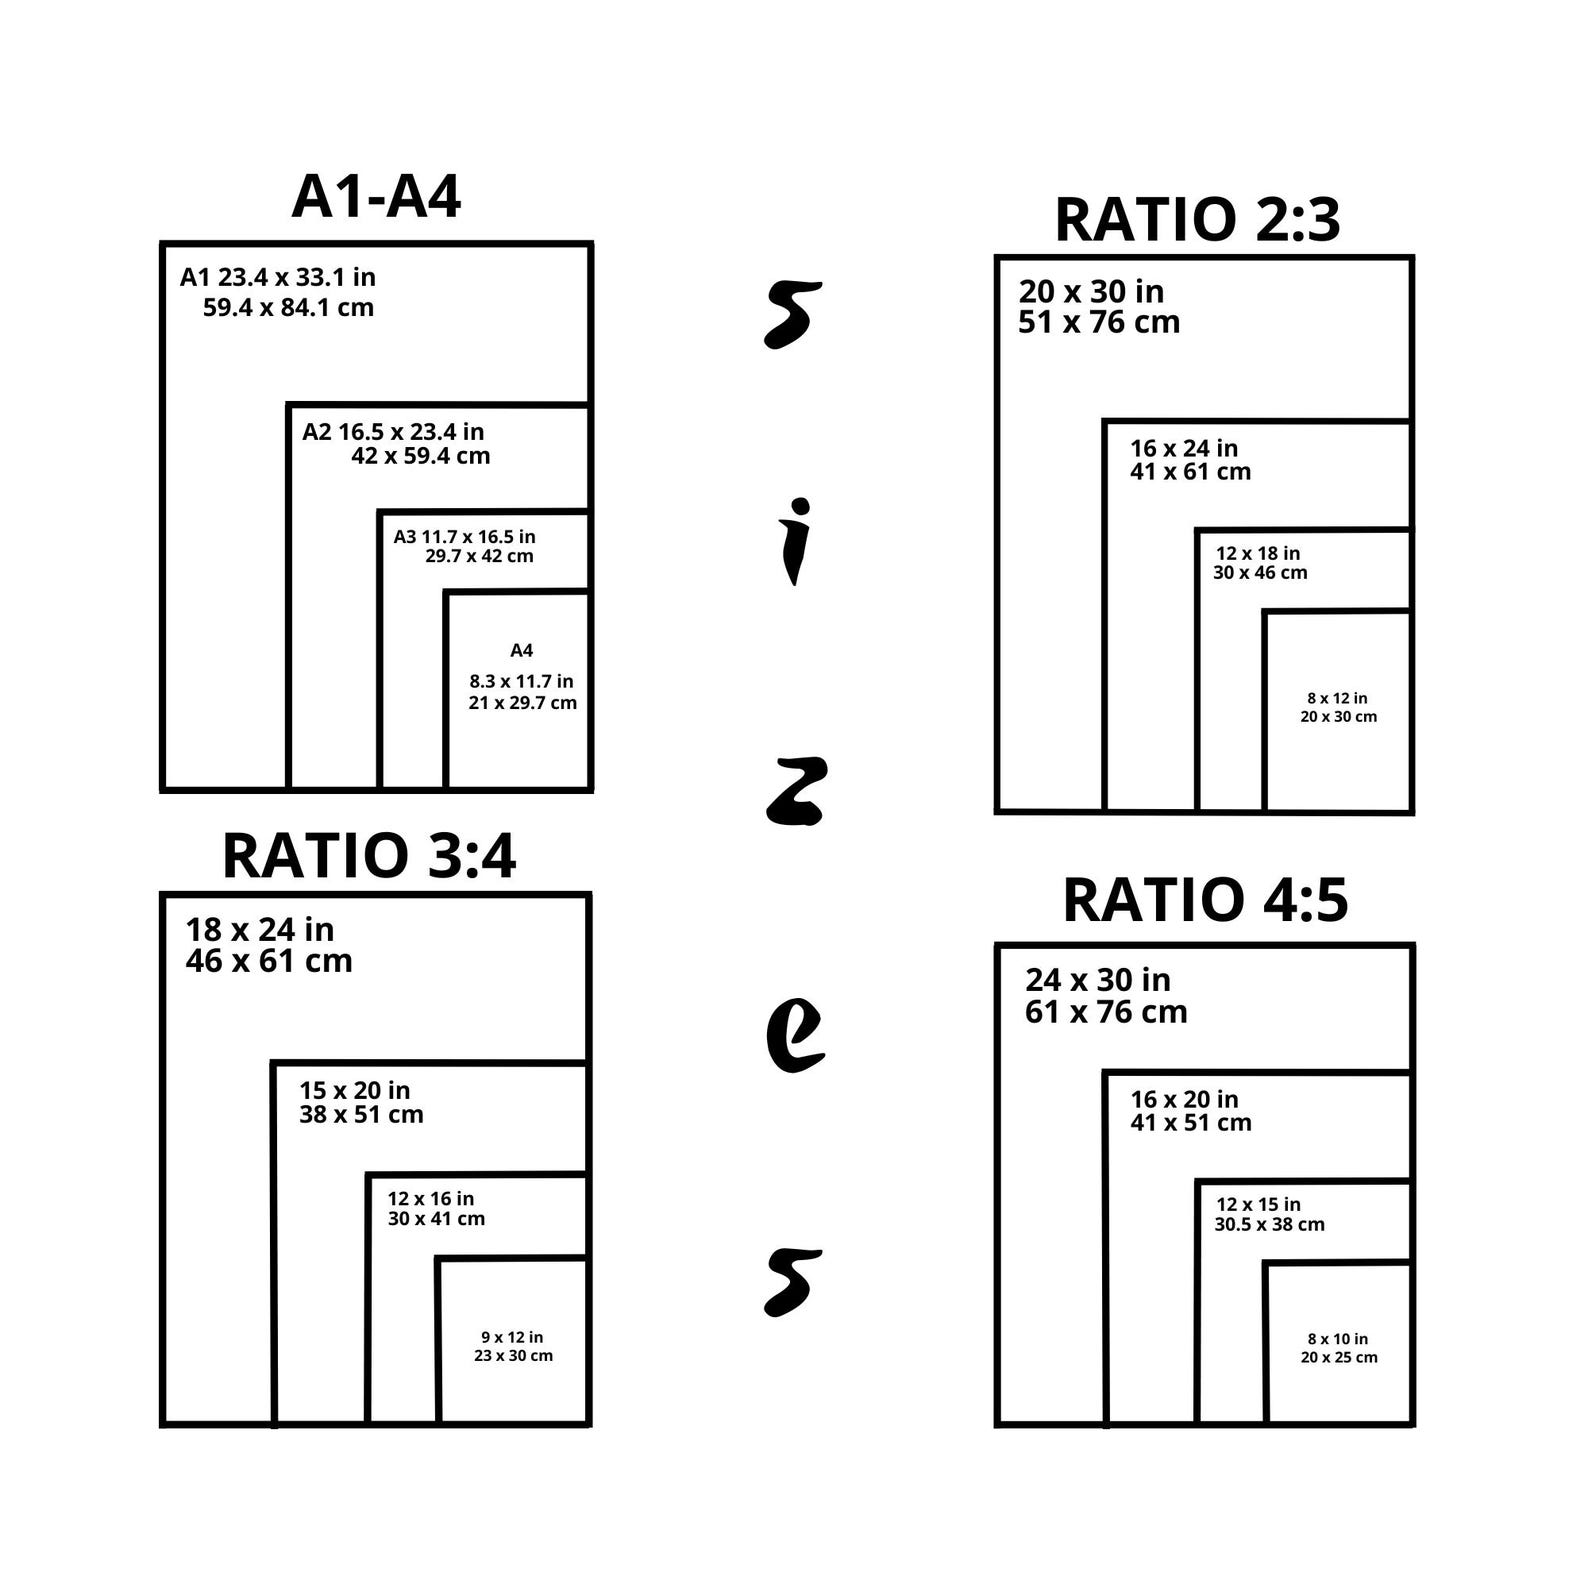 A1-A4
A1 23.4 x 33.1 in
59.4 x 84.1 cm
A2 16.5 x 23.4 in
42 x 59.4 cm
A3 11.7 x 16.5 in
29.7 x 42 cm
A4
8.3 x 11.7 in
21 x 29.7 cm
RATIO 3:4
18 x 24 in
46 x 61 cm
15 x 20 in
38 x 51 cm
12 x 16 in
30 x 41 cm
9 x 12 in
23 x 30 cm
s
i
z
e
s
RATIO 2:3
20 x 30 in
51 x 76 cm
16 x 24 in
41 x 61 cm
12 x 18 in
30 x 46 cm
8 x 12 in
20 x 30 cm
RATIO 4:5
24 x 30 in
61 x 76 cm
16 x 20 in
41 x 51 cm
12 x 15 in
30.5 x 38 cm
8 x 10 in
20 x 25 cm